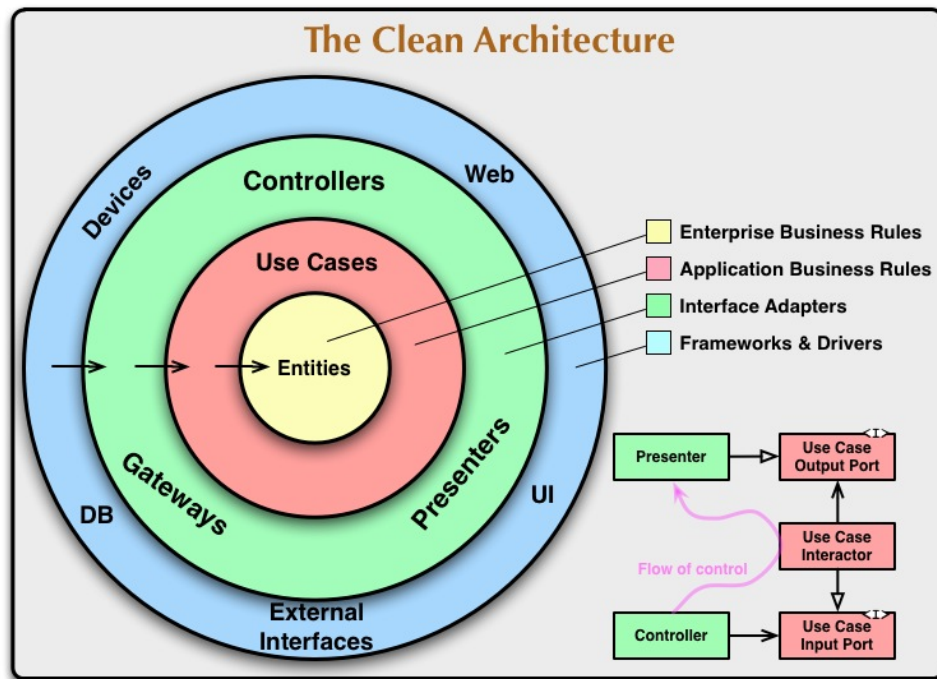 The Clean Architecture
Devices
Web
Controllers
Use Cases
Entities
Gateways
Presenters
DB
UI
External
Interfaces
Enterprise Business Rules
Application Business Rules
Interface Adapters
Frameworks & Drivers
Presenter
<I>
Use Case
Output Port
Use Case
Interactor
Flow of control
Controller
<I>
Use Case
Input Port